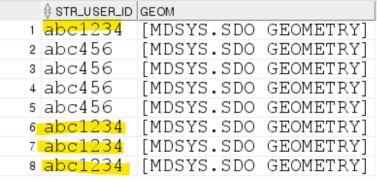 STR_USER_ID GEOM
1 abc1234 [MDSYS.SDO GEOMETRY]
2 abc456 [MDSYS.SDO GEOMETRY]
3 abc456 [MDSYS.SDO GEOMETRY]
4 abc456 [MDSYS.SDO GEOMETRY]
5 abc456 [MDSYS.SDO GEOMETRY]
6 abc1234 [MDSYS.SDO GEOMETRY]
7 abc1234 [MDSYS.SDO GEOMETRY]
8 abc1234 [MDSYS.SDO GEOMETRY]